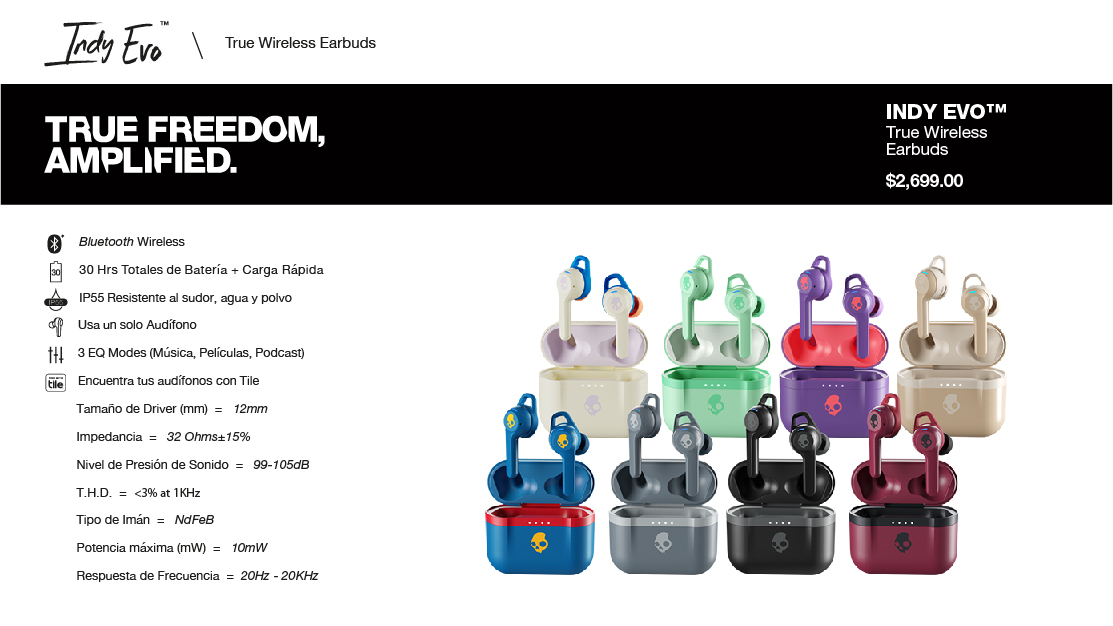 Indy Evo™
True Wireless Earbuds
TRUE FREEDOM,
AMPLIFIED.
INDY EVO™
True Wireless
Earbuds
$2,699.00
Bluetooth Wireless
30
30 Hrs Totales de Batería + Carga Rápida
IP55
IP55 Resistente al sudor, agua y polvo
Usa un solo Audífono
3 EQ Modes (Música, Películas, Podcast)
tile
Encuentra tus audífonos con Tile
Tamaño de Driver (mm) = 12mm
Impedancia = 32 Ohms±15%
Nivel de Presión de Sonido = 99-105dB
T.H.D. = <3% at 1KHz
Tipo de Imán = NdFeB
Potencia máxima (mW) = 10mW
Respuesta de Frecuencia = 20Hz - 20KHz